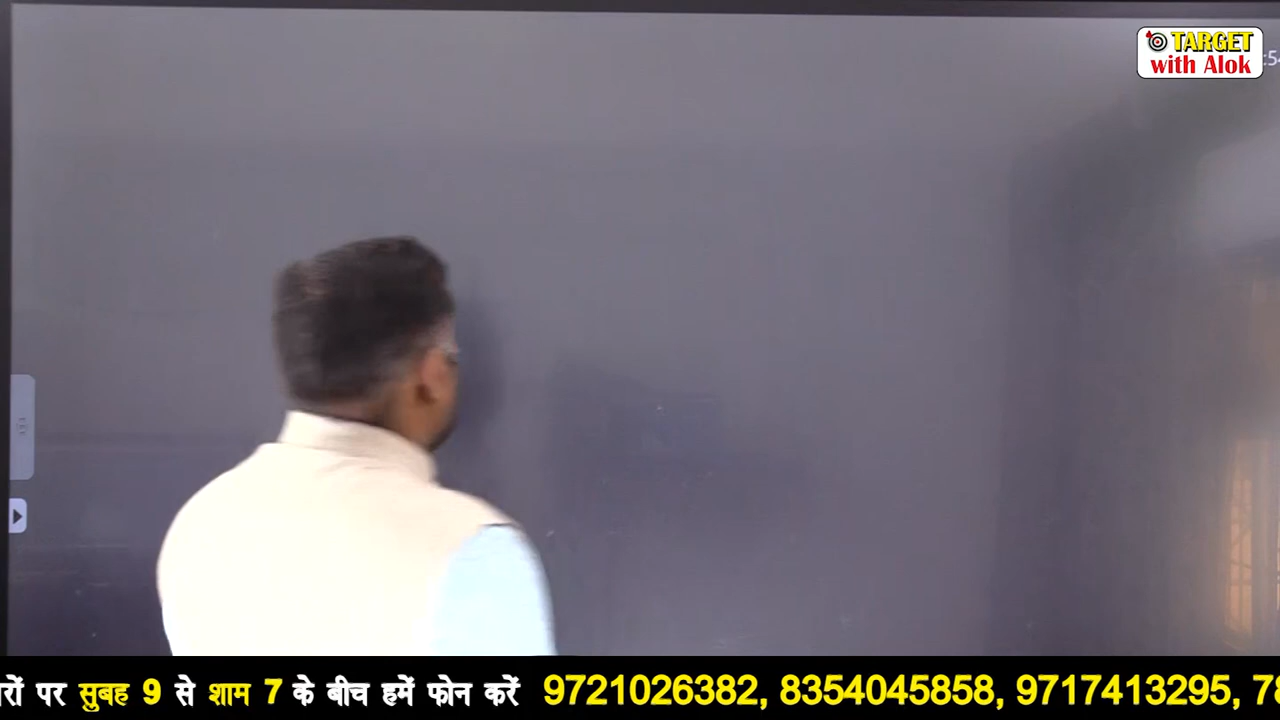 TARGET
with Alok
पर सुबह 9 से शाम 7 के बीच हमें फोन करें 9721026382, 8354045858, 9717413295,